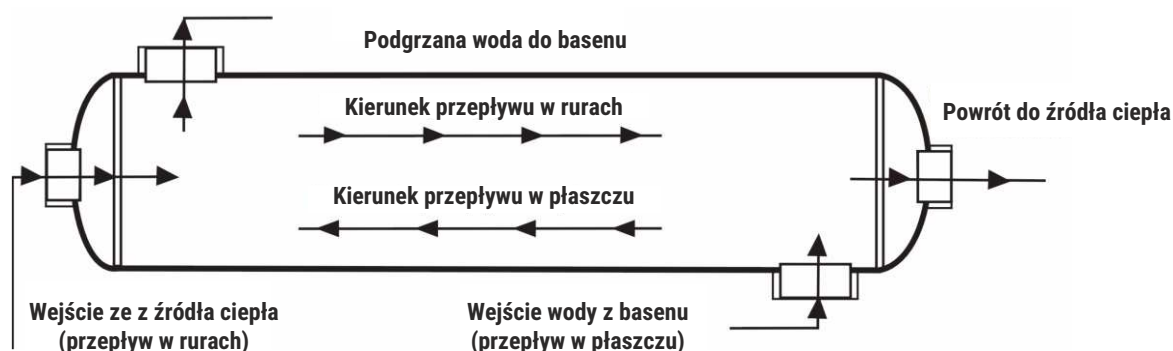 Podgrzana woda do basenu
Kierunek przepływu w rurach
Powrót do źródła ciepła
Kierunek przepływu w płaszczu
Wejście ze z źródła ciepła
(przepływ w rurach)
Wejście wody z basenu
(przepływ w płaszczu)